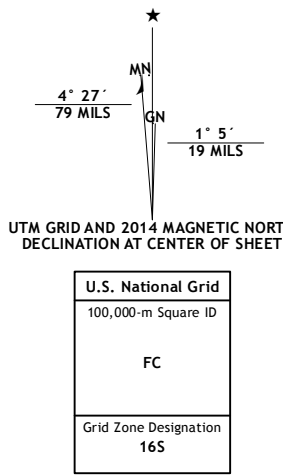 ★
MN
GN
4° 27´
79 MILS
1° 5´
19 MILS
UTM GRID AND 2014 MAGNETIC NORT
DECLINATION AT CENTER OF SHEET
U.S. National Grid
100,000-m Square ID
FC
Grid Zone Designation
16S